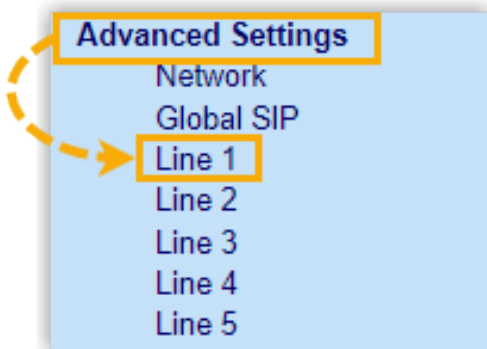 Advanced Settings
Network
Global SIP
Line 1
Line 2
Line 3
Line 4
Line 5